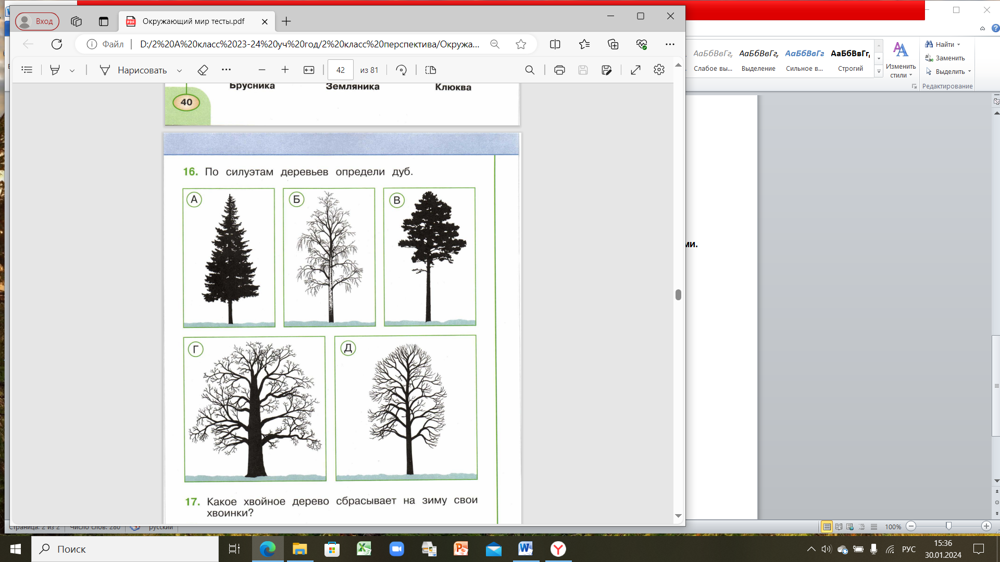 Вход
Окружающий мир тесты.pdf
Файл
D:/2%20А%20класс%2023-24%20уч%20год/2%20класс%20перспектива/Окружа...
Нарисовать
42
из 81
АаБбВвГг,
АаБбВвГг,
АаБбВвГг
АаБбВвГг,
Слабое вы...
Выделение
Сильное в...
Строгий
Изменить
стили
Найти
Заменить
Выделить
Редактирование
Брусника
Земляника
Клюква
40
16. По силуэтам деревьев определи дуб.
А
Б
В
Г
Д
17. Какое хвойное дерево сбрасывает на зиму свои
хвоинки?
ми.
Страница: 2 из 2
Число слов: 280
русский
100%
Поиск
РУС
15:36
30.01.2024